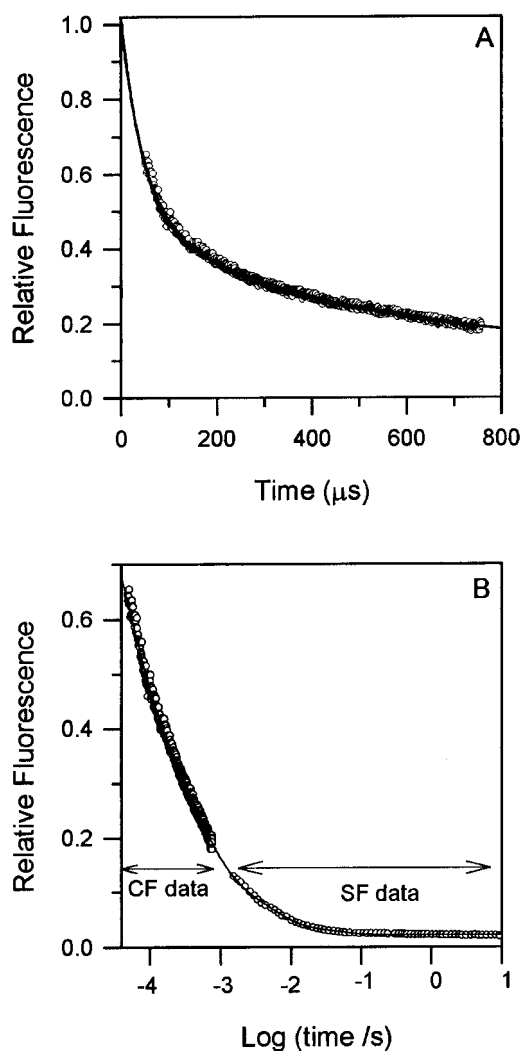 A
1.0
0.8
0.6
0.4
0.2
0.0
Relative Fluorescence
0 200 400 600 800
Time (μs)
B
0.6
0.4
0.2
0.0
Relative Fluorescence
CF data
SF data
-4 -3 -2 -1 0 1
Log (time /s)